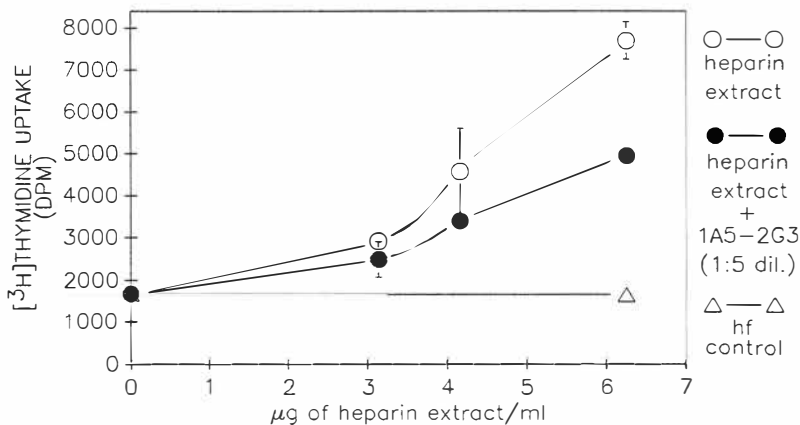 8000
7000
6000
5000
4000
3000
2000
1000
0
[³H]THYMIDINE UPTAKE
(DPM)
0 1 2 3 4 5 6 7
μg of heparin extract/ml
heparin
extract
heparin
extract
+
1A5-2G3
(1:5 dil.)
hf
control